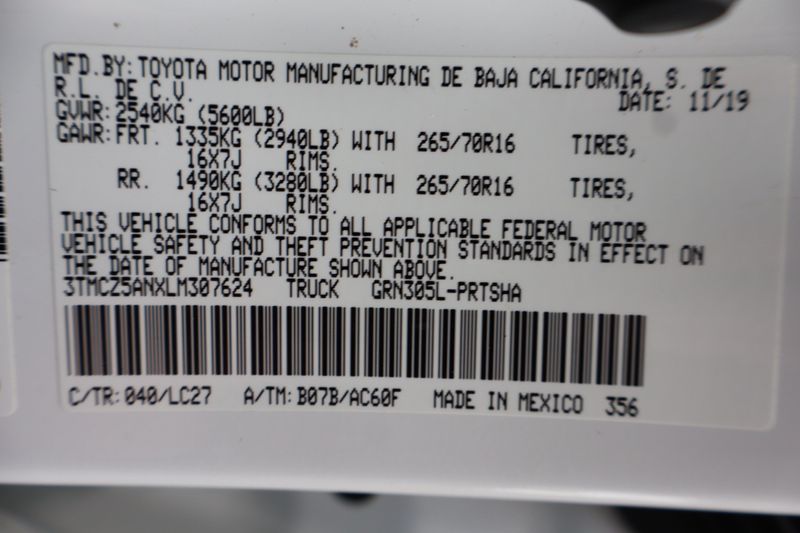 MFD.BY: TOYOTA MOTOR MANUFACTURING DE BAJA CALIFORNIA, S. DE
R.L. DE C.V. DATE: 11/19
GVWR: 2540KG (5600LB)
GAWR: FRT. 1335KG (2940LB) WITH 265/70R16 TIRES,
16X7J RIMS.
RR. 1490KG (3280LB) WITH 265/70R16 TIRES,
16X7J RIMS.
THIS VEHICLE CONFORMS TO ALL APPLICABLE FEDERAL MOTOR
VEHICLE SAFETY AND THEFT PREVENTION STANDARDS IN EFFECT ON
THE DATE OF MANUFACTURE SHOWN ABOVE.
3TMCZ5ANXLM307624 TRUCK GRN305L-PRTSHA
C/TR: 040/LC27 A/TM: B07B/AC60F MADE IN MEXICO 356